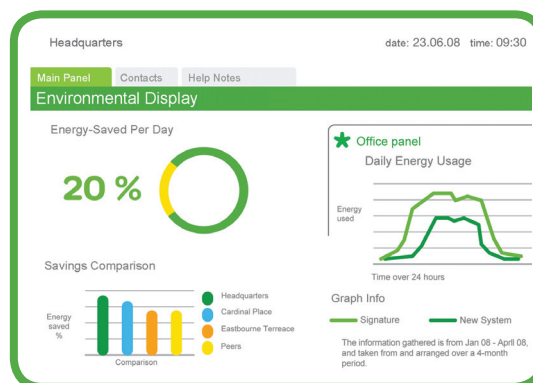 Headquarters
date: 23.06.08 time: 09:30
Main Panel
Contacts
Help Notes
Environmental Display
Energy-Saved Per Day
20 %
Office panel
Daily Energy Usage
Energy
used
Time over 24 hours
Savings Comparison
Energy
saved
%
Comparison
Headquarters
Cardinal Place
Eastbourne Terreace
Peers
Graph Info
Signature
New System
The information gathered is from Jan 08 - April 08,
and taken from and arranged over a 4-month
period.